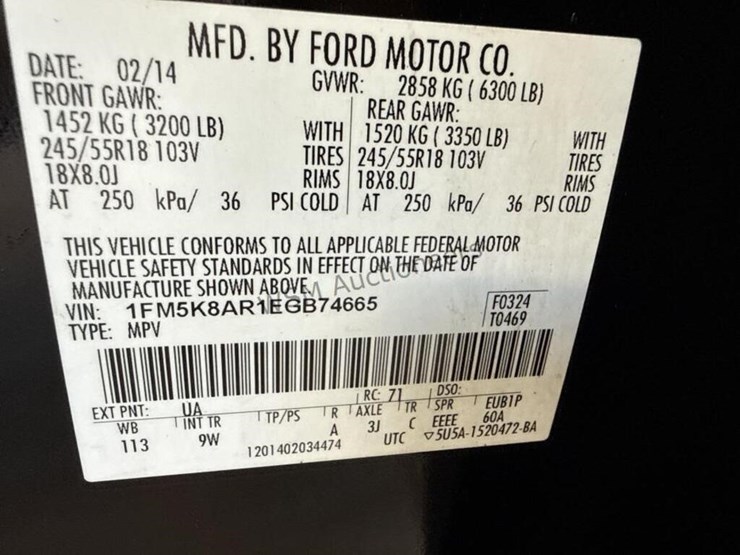 MFD. BY FORD MOTOR CO.
DATE: 02/14 GVWR: 2858 KG ( 6300 LB)
FRONT GAWR: REAR GAWR:
1452 KG ( 3200 LB) WITH 1520 KG ( 3350 LB) WITH
245/55R18 103V TIRES 245/55R18 103V TIRES
18X8.0J RIMS 18X8.0J RIMS
AT 250 kPa/ 36 PSI COLD AT 250 kPa/ 36 PSI COLD
THIS VEHICLE CONFORMS TO ALL APPLICABLE FEDERAL MOTOR
VEHICLE SAFETY STANDARDS IN EFFECT ON THE DATE OF
MANUFACTURE SHOWN ABOVE.
VIN: 1FM5K8AR1EGB74665 F0324
TYPE: MPV T0469
EXT PNT: UA RC: 71 DSO:
WB INT TR TP/PS R AXLE TR SPR EUB1P
113 9W A 3J C EEEE 60A
1201402034474 UTC ▽5U5A-1520472-BA